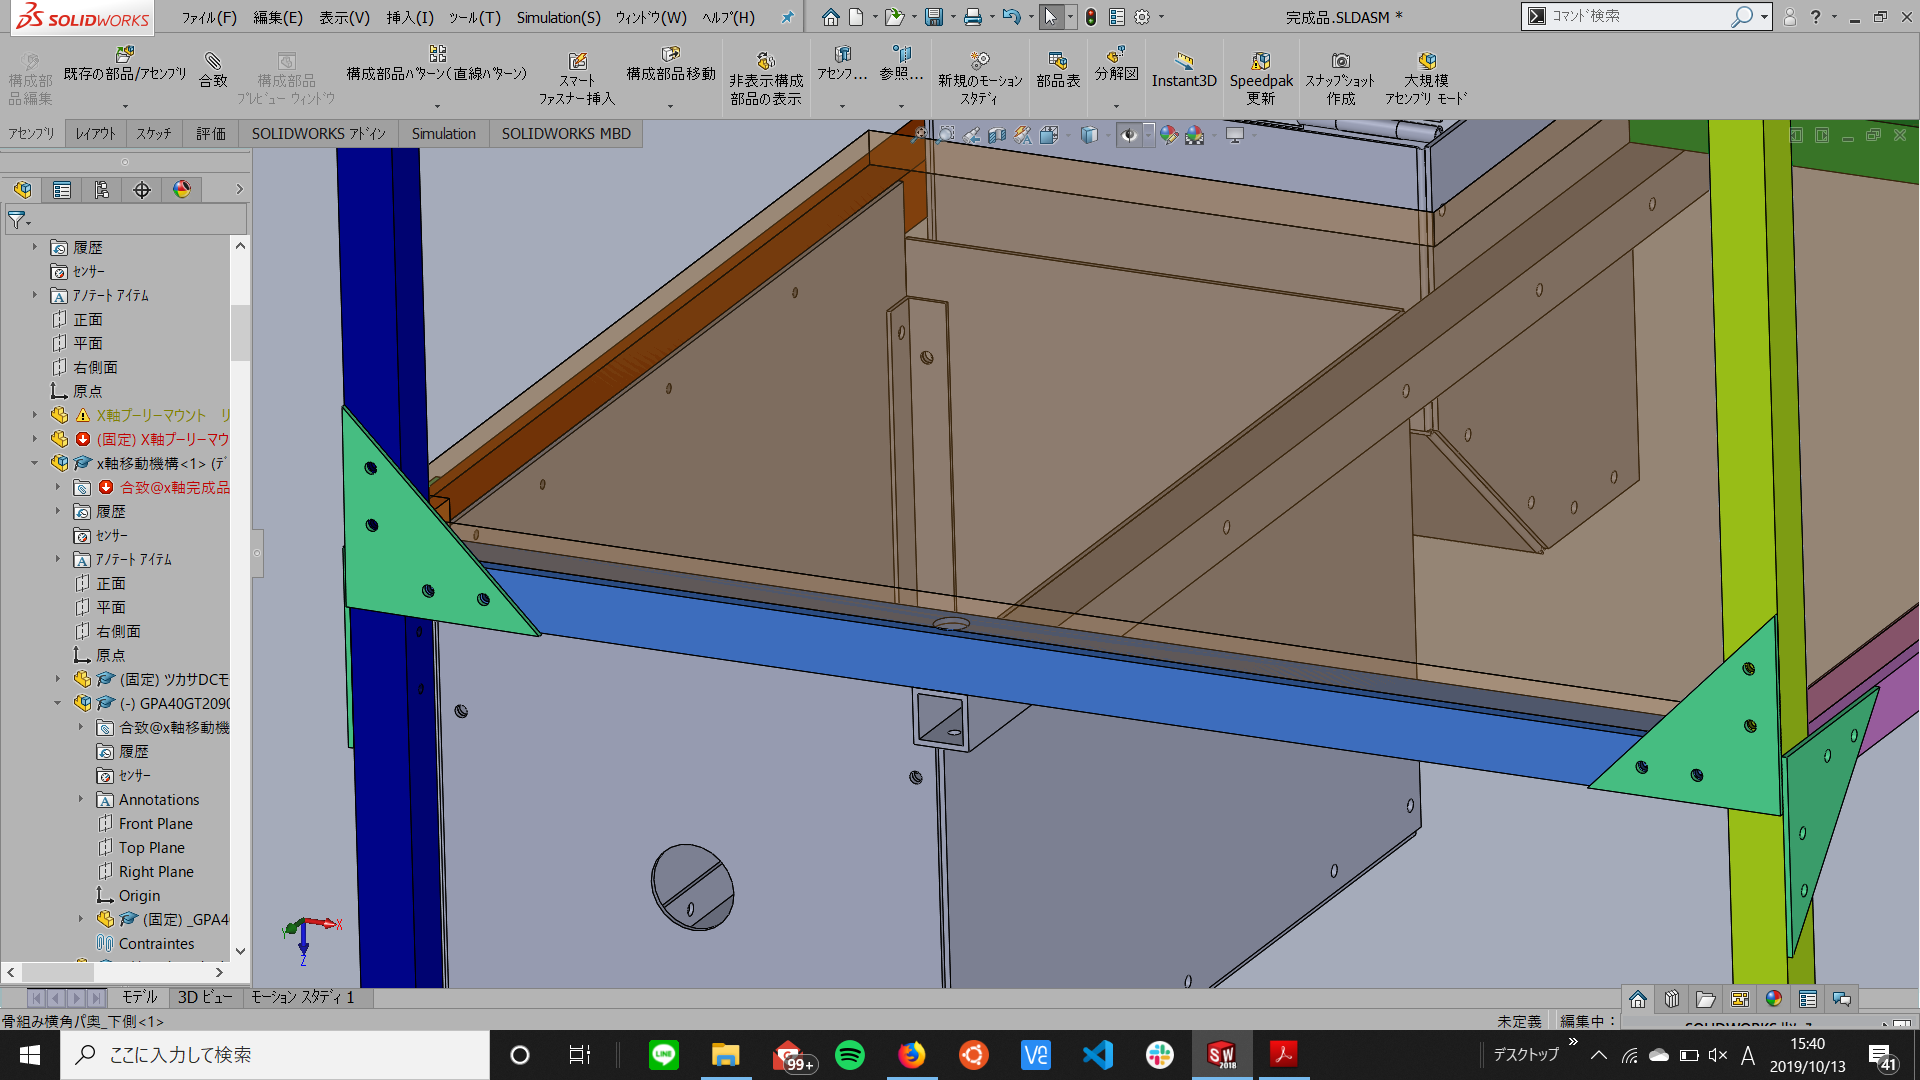 SOLIDWORKS
ファイル(F) 編集(E) 表示(V) 挿入(I) ツール(T) Simulation(S) ウィンドウ(W) ヘルプ(H)
完成品.SLDASM *
コマンド検索
構成部品編集
既存の部品/アセンブリ
合致
構成部品プレビュー ウィンドウ
構成部品パターン(直線パターン)
スマートファスナー挿入
構成部品移動
非表示構成部品の表示
アセンブ...
参照...
新規のモーションスタディ
部品表
分解図
Instant3D
Speedpak更新
スナップショット作成
大規模アセンブリ モード
アセンブリ レイアウト スケッチ 評価 SOLIDWORKS アドイン Simulation SOLIDWORKS MBD
履歴
センサー
アノテート アイテム
正面
平面
右側面
原点
X軸プーリーマウント リ
(固定) X軸プーリーマウ
x軸移動機構<1> (デ
合致@x軸完成品
履歴
センサー
アノテート アイテム
正面
平面
右側面
原点
(固定) ツカサDCモ
(-) GPA40GT2090
合致@x軸移動機
履歴
センサー
Annotations
Front Plane
Top Plane
Right Plane
Origin
(固定) _GPA4
Contraintes
X
Y
Z
モデル 3D ビュー モーション スタディ 1
骨組み横角パ奥_下側<1>
未定義 編集中 :
ここに入力して検索
LINE
99+
SW
2018
デスクトップ
A
15:40
2019/10/13
41